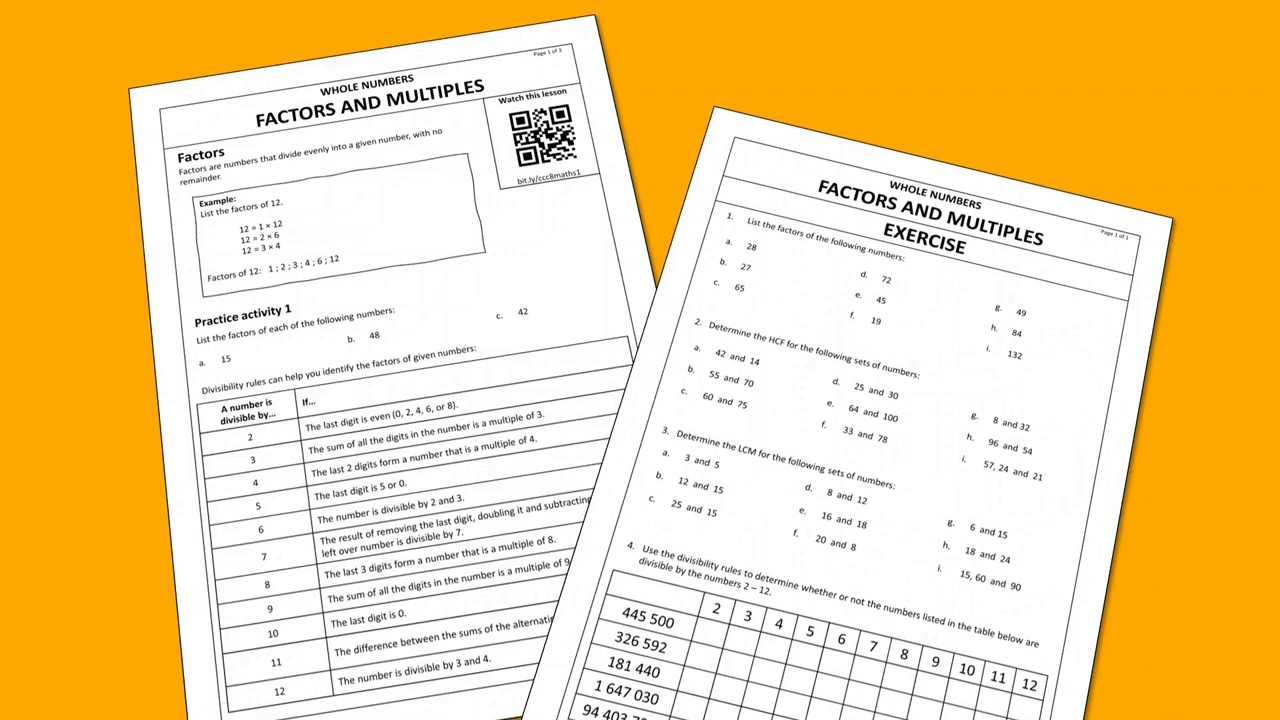 Page 1 of 3
WHOLE NUMBERS
FACTORS AND MULTIPLES
Watch this lesson
bit.ly/ccc8maths1
Factors
Factors are numbers that divide evenly into a given number, with no
remainder.
Example:
List the factors of 12.
12 = 1 × 12
12 = 2 × 6
12 = 3 × 4
Factors of 12: 1 ; 2 ; 3 ; 4 ; 6 ; 12
Practice activity 1
List the factors of each of the following numbers:
a. 15 b. 48 c. 42
Divisibility rules can help you identify the factors of given numbers:
A number is
divisible by...
If...
2 The last digit is even (0, 2, 4, 6, or 8).
3 The sum of all the digits in the number is a multiple of 3.
4 The last 2 digits form a number that is a multiple of 4.
5 The last digit is 5 or 0.
6 The number is divisible by 2 and 3.
7 The result of removing the last digit, doubling it and subtracting
left over number is divisible by 7.
8 The last 3 digits form a number that is a multiple of 8.
9 The sum of all the digits in the number is a multiple of 9
10 The last digit is 0.
11 The difference between the sums of the
12 The number is divisible by 3 and 4.
WHOLE NUMBERS
FACTORS AND MULTIPLES
EXERCISE
Page 1 of 1
1. List the factors of the following numbers:
a. 28 d. 72 g. 49
b. 27 e. 45 h. 84
c. 65 f. 19 i. 132
2. Determine the HCF for the following sets of numbers:
a. 42 and 14 d. 25 and 30 g. 8 and 32
b. 55 and 70 e. 64 and 100 h. 96 and 54
c. 60 and 75 f. 33 and 78 i. 57, 24 and 21
3. Determine the LCM for the following sets of numbers:
a. 3 and 5 d. 8 and 12 g. 6 and 15
b. 12 and 15 e. 16 and 18 h. 18 and 24
c. 25 and 15 f. 20 and 8 i. 15, 60 and 90
4. Use the divisibility rules to determine whether or not the numbers listed in the table below are
divisible by the numbers 2 – 12.
2 3 4 5 6 7 8 9 10 11 12
445 500
326 592
181 440
1 647 030
94 403